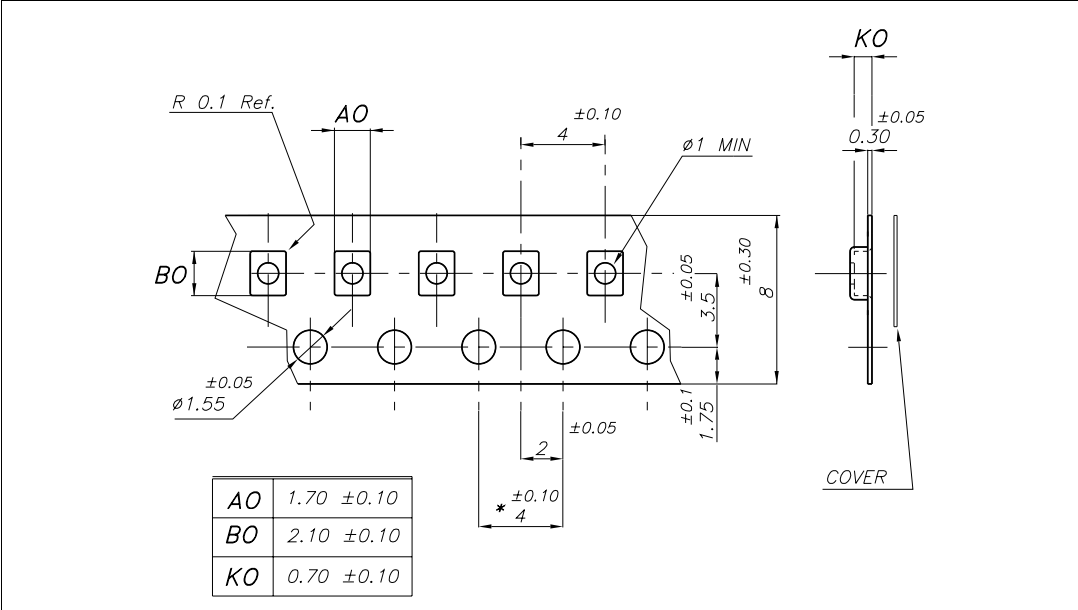 KO
R 0.1 Ref.
AO
±0.10
4
ø1 MIN
±0.05
0.30
BO
±0.05
3.5
±0.30
8
±0.05
ø1.55
±0.1
1.75
±0.05
2
±0.10
* 4
COVER
AO 1.70 ±0.10
BO 2.10 ±0.10
KO 0.70 ±0.10